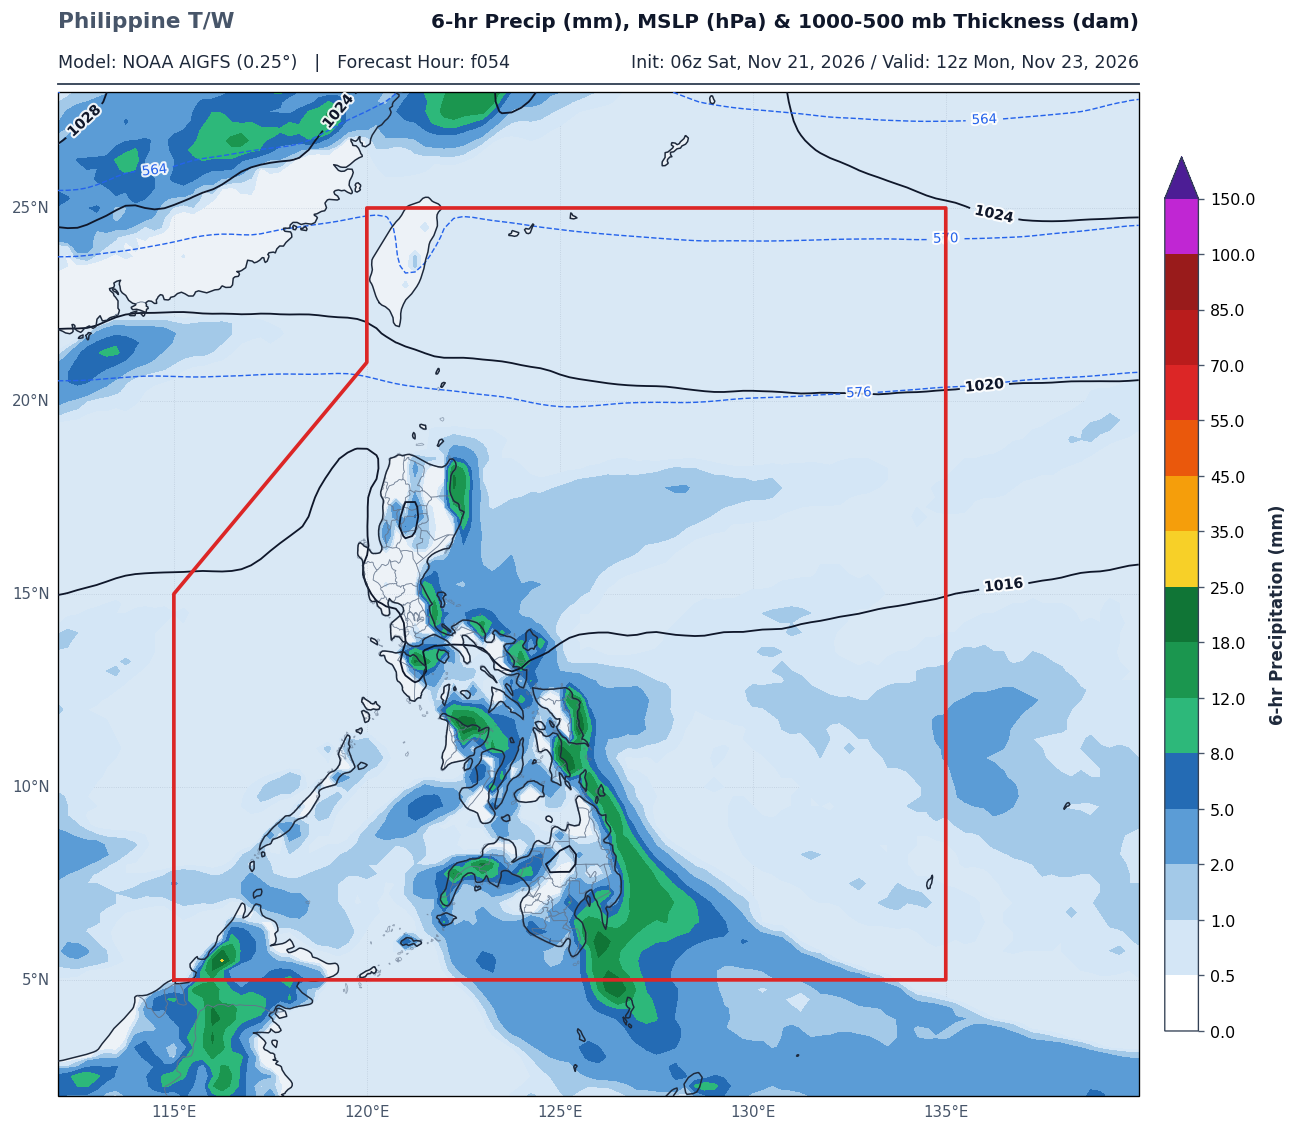 Philippine T/W
6-hr Precip (mm), MSLP (hPa) & 1000-500 mb Thickness (dam)
Model: NOAA AIGFS (0.25°) | Forecast Hour: f054
Init: 06z Sat, Nov 21, 2026 / Valid: 12z Mon, Nov 23, 2026
1028
1024
564
564
1024
570
576
1020
1016
25°N
20°N
15°N
10°N
5°N
115°E
120°E
125°E
130°E
135°E
150.0
100.0
85.0
70.0
55.0
45.0
35.0
25.0
18.0
12.0
8.0
5.0
2.0
1.0
0.5
0.0
6-hr Precipitation (mm)